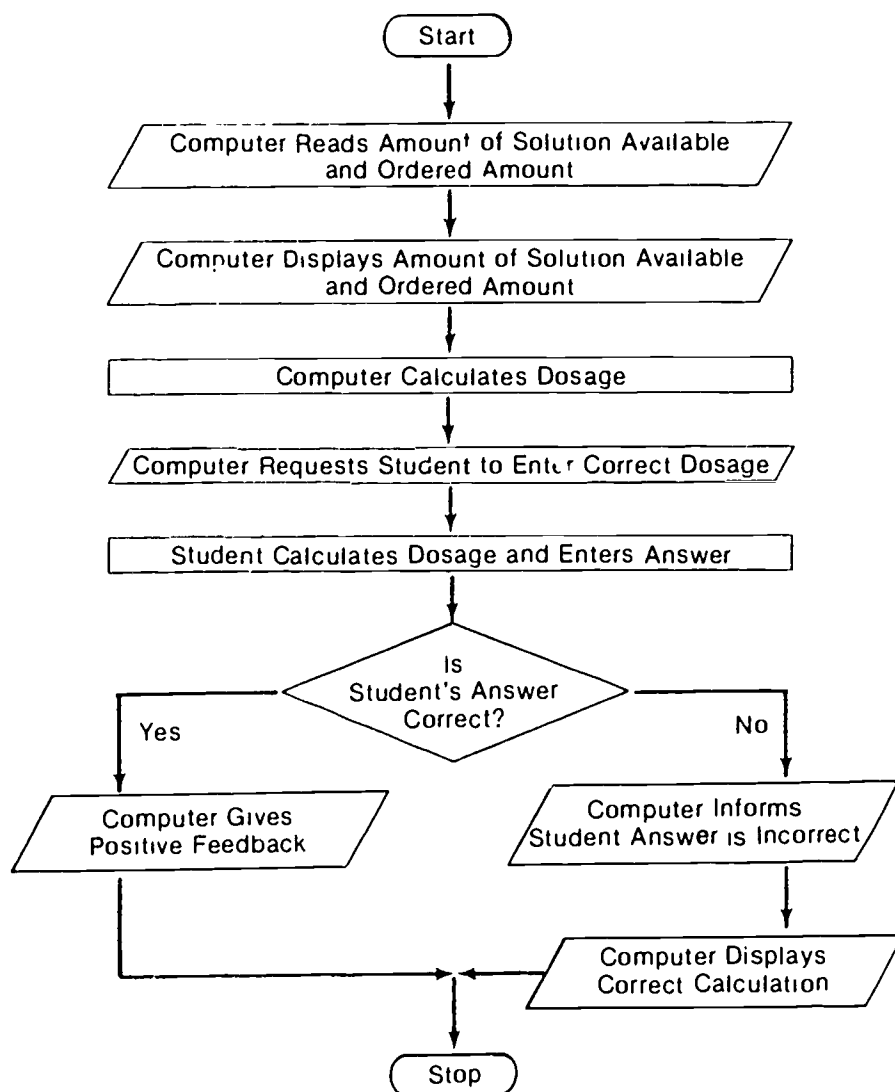 Start
Computer Reads Amount of Solution Available
and Ordered Amount
Computer Displays Amount of Solution Available
and Ordered Amount
Computer Calculates Dosage
Computer Requests Student to Enter Correct Dosage
Student Calculates Dosage and Enters Answer
Is
Student's Answer
Correct?
Yes
No
Computer Gives
Positive Feedback
Computer Informs
Student Answer is Incorrect
Computer Displays
Correct Calculation
Stop